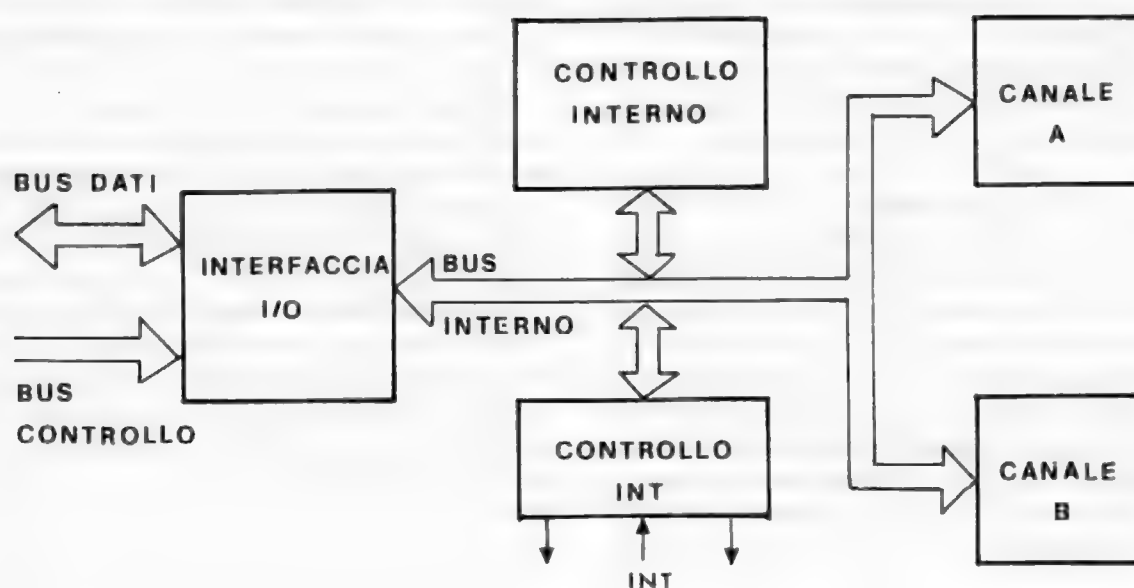 CONTROLLO
INTERNO
CANALE
A
BUS DATI
INTERFACCIA
I/O
BUS
INTERNO
BUS
CONTROLLO
CONTROLLO
INT
INT
CANALE
B